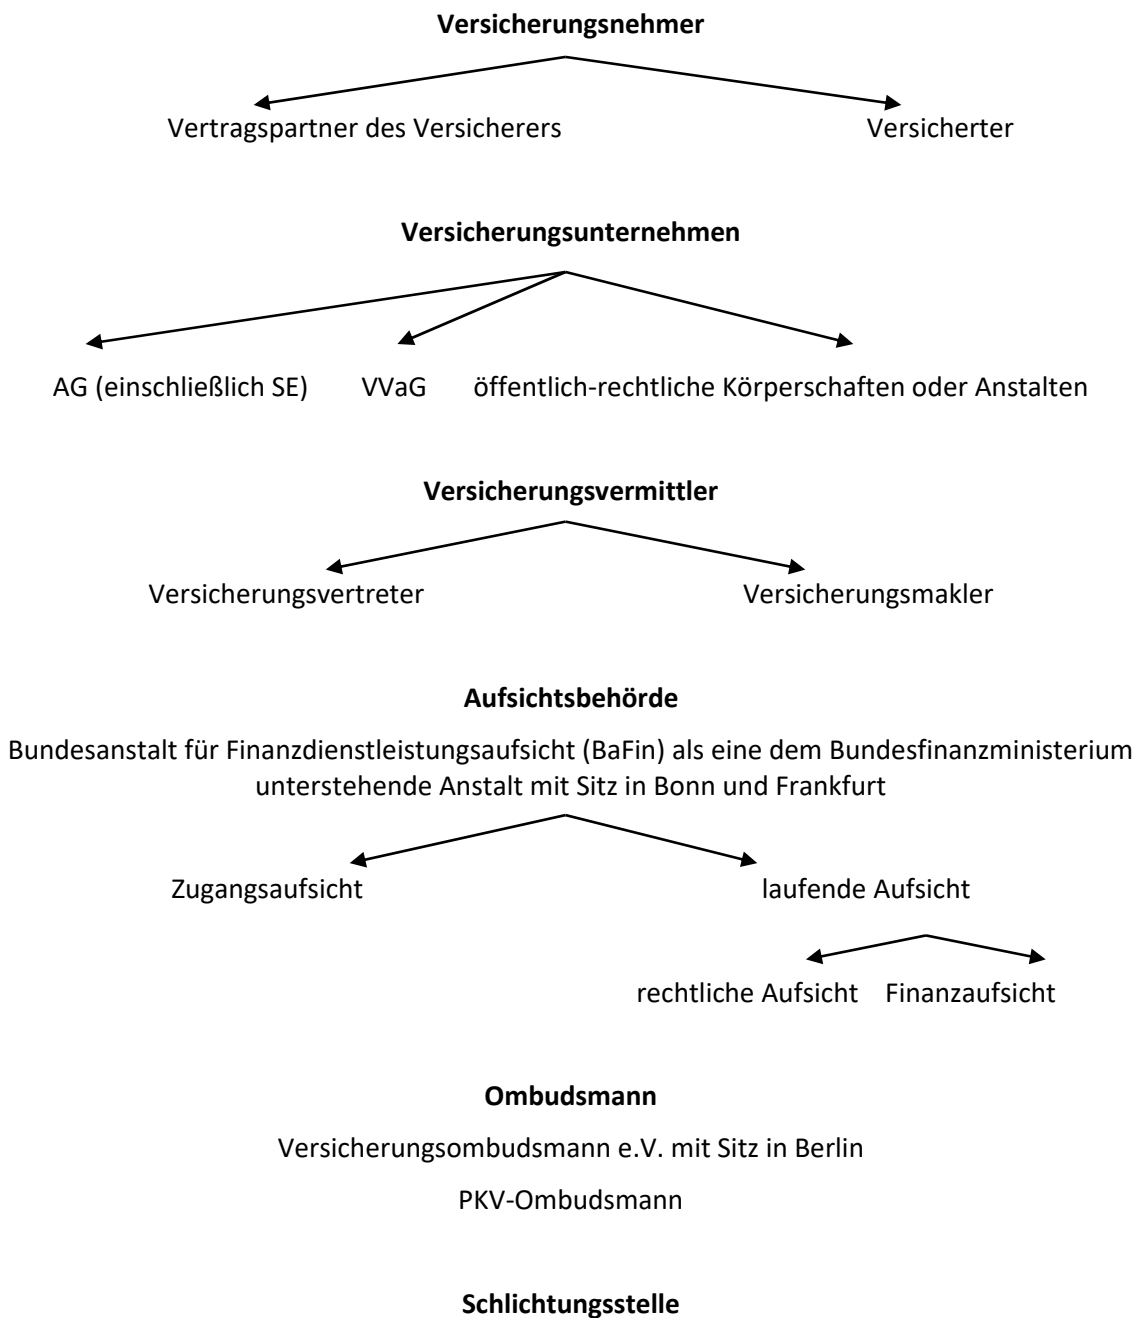 Versicherungsnehmer
Vertragspartner des Versicherers Versicherter
Versicherungsunternehmen
AG (einschließlich SE) VVaG öffentlich-rechtliche Körperschaften oder Anstalten
Versicherungsvermittler
Versicherungsvertreter Versicherungsmakler
Aufsichtsbehörde
Bundesanstalt für Finanzdienstleistungsaufsicht (BaFin) als eine dem Bundesfinanzministerium
unterstehende Anstalt mit Sitz in Bonn und Frankfurt
Zugangsaufsicht laufende Aufsicht
rechtliche Aufsicht Finanzaufsicht
Ombudsmann
Versicherungsombudsmann e.V. mit Sitz in Berlin
PKV-Ombudsmann
Schlichtungsstelle